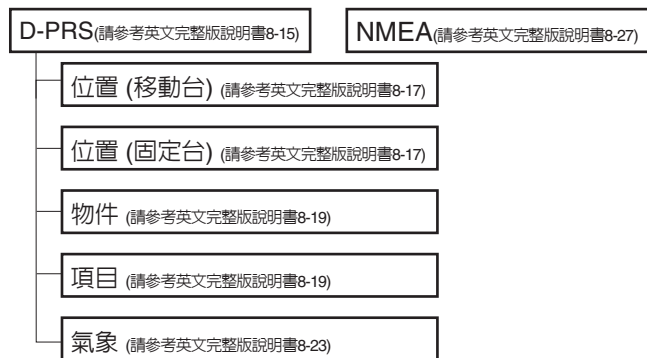 D-PRS(請參考英文完整版說明書8-15)
NMEA(請參考英文完整版說明書8-27)
位置 (移動台) (請參考英文完整版說明書8-17)
位置 (固定台) (請參考英文完整版說明書8-17)
物件 (請參考英文完整版說明書8-19)
項目 (請參考英文完整版說明書8-19)
氣象 (請參考英文完整版說明書8-23)